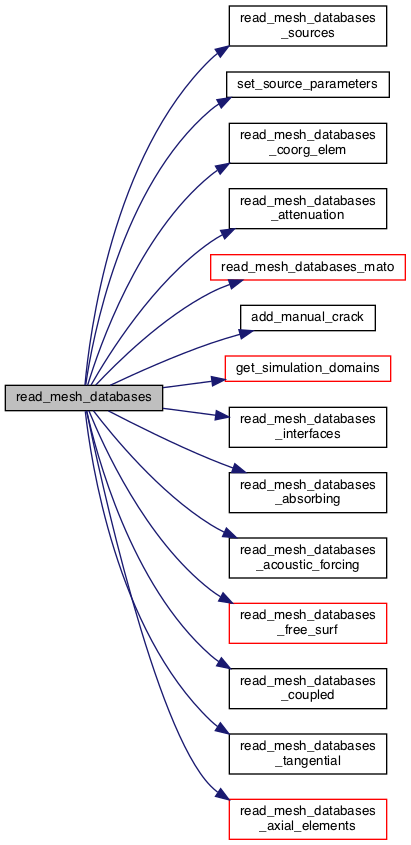 read_mesh_databases
_sources
set_source_parameters
read_mesh_databases
_coorg_elem
read_mesh_databases
_attenuation
read_mesh_databases_mato
add_manual_crack
get_simulation_domains
read_mesh_databases
read_mesh_databases
_interfaces
read_mesh_databases
_absorbing
read_mesh_databases
_acoustic_forcing
read_mesh_databases
_free_surf
read_mesh_databases
_coupled
read_mesh_databases
_tangential
read_mesh_databases
_axial_elements